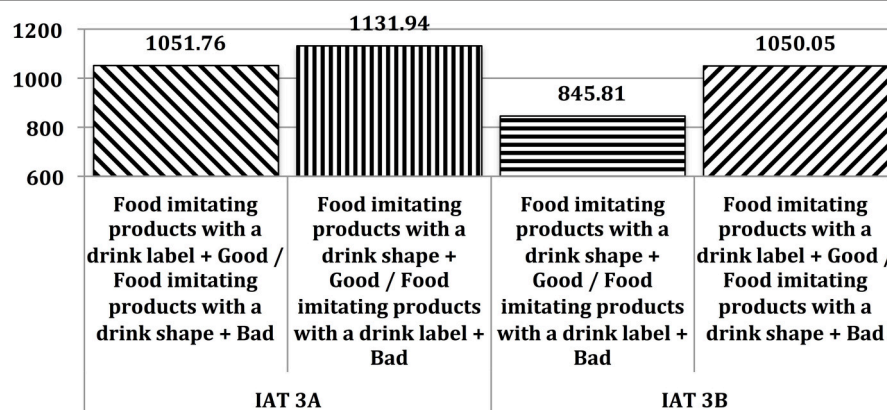 1200
1000
800
600
1051.76
1131.94
845.81
1050.05
Food imitating
products with a
drink label + Good /
Food imitating
products with a
drink shape + Bad
Food imitating
products with a
drink shape +
Good / Food
imitating products
with a drink label +
Bad
Food imitating
products with a
drink shape +
Good / Food
imitating products
with a drink label +
Bad
Food imitating
products with a
drink label + Good /
Food imitating
products with a
drink shape + Bad
IAT 3A
IAT 3B